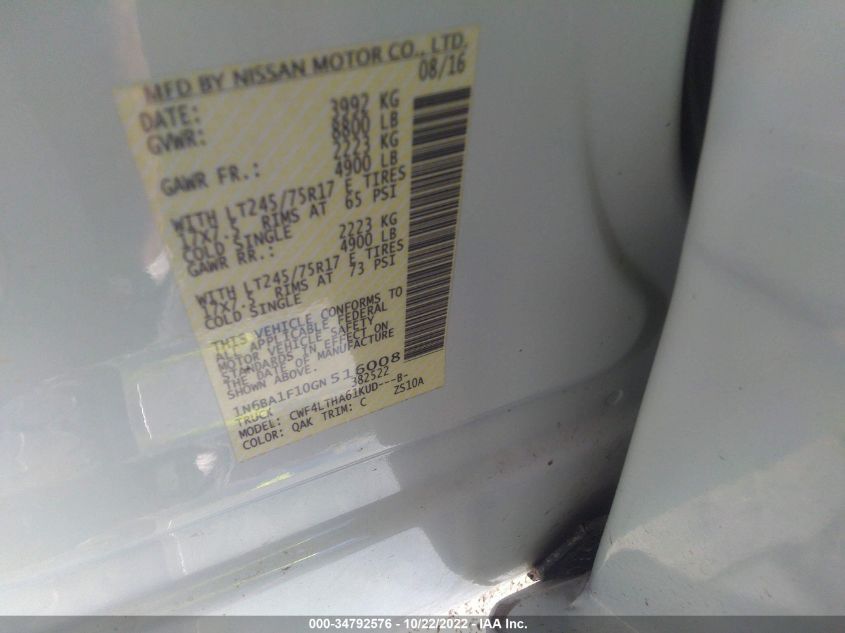 MFD BY NISSAN MOTOR CO., LTD.
DATE: 08/16
GVWR: 3992 KG
8800 LB
GAWR FR.: 2223 KG
4900 LB
WITH LT245/75R17 E TIRES
17X7.5 RIMS AT 65 PSI
COLD SINGLE
GAWR RR.: 2223 KG
4900 LB
WITH LT245/75R17 E TIRES
17X7.5 RIMS AT 73 PSI
COLD SINGLE
THIS VEHICLE CONFORMS TO
ALL APPLICABLE FEDERAL
MOTOR VEHICLE SAFETY
STANDARDS IN EFFECT ON
THE DATE OF MANUFACTURE
SHOWN ABOVE.
1N6BA1F10GN516008
TRUCK 382522
MODEL: CWF4LTHA61KUD---B-
COLOR: QAK TRIM: C ZS10A
000-34792576 - 10/22/2022 - IAA Inc.